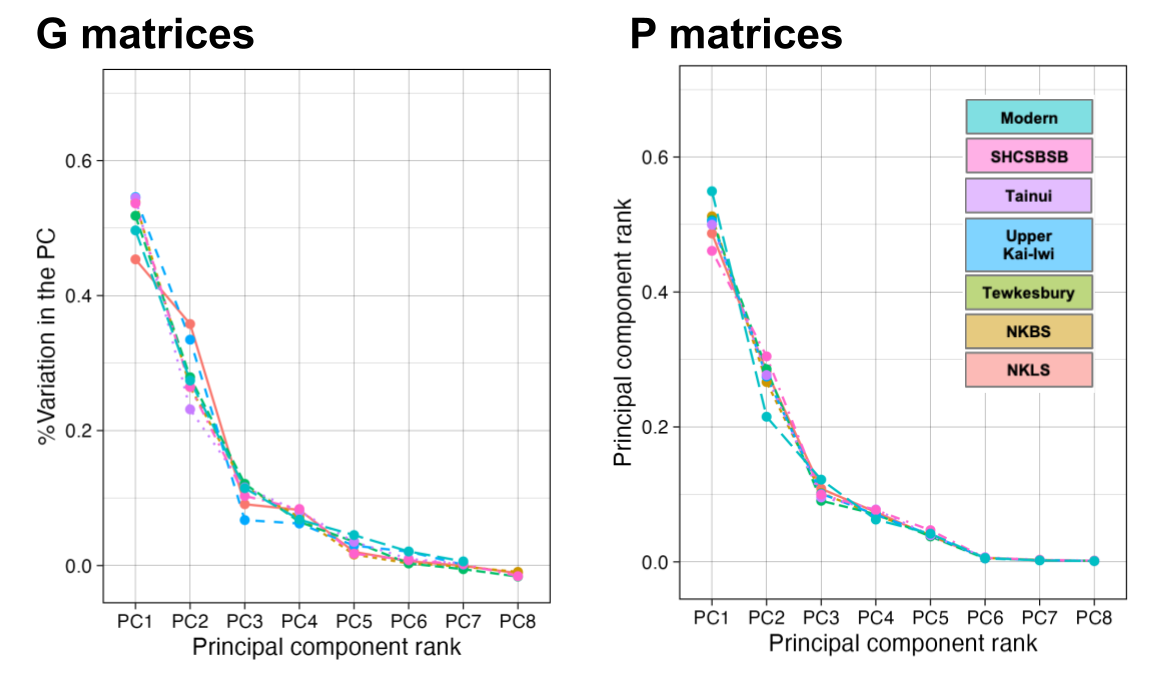 G matrices
P matrices
%Variation in the PC
0.6
0.4
0.2
0.0
PC1 PC2 PC3 PC4 PC5 PC6 PC7 PC8
Principal component rank
Principal component rank
0.6
0.4
0.2
0.0
PC1 PC2 PC3 PC4 PC5 PC6 PC7 PC8
Principal component rank
Modern
SHCSBSB
Tainui
Upper
Kai-Iwi
Tewkesbury
NKBS
NKLS